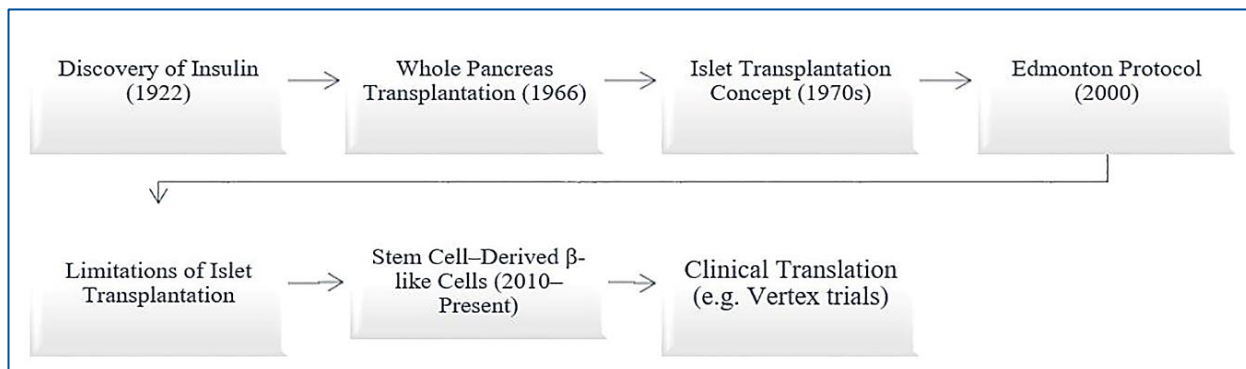 Discovery of Insulin
(1922)
Whole Pancreas
Transplantation (1966)
Islet Transplantation
Concept (1970s)
Edmonton Protocol
(2000)
Limitations of Islet
Transplantation
Stem Cell–Derived β-
like Cells (2010–
Present)
Clinical Translation
(e.g. Vertex trials)